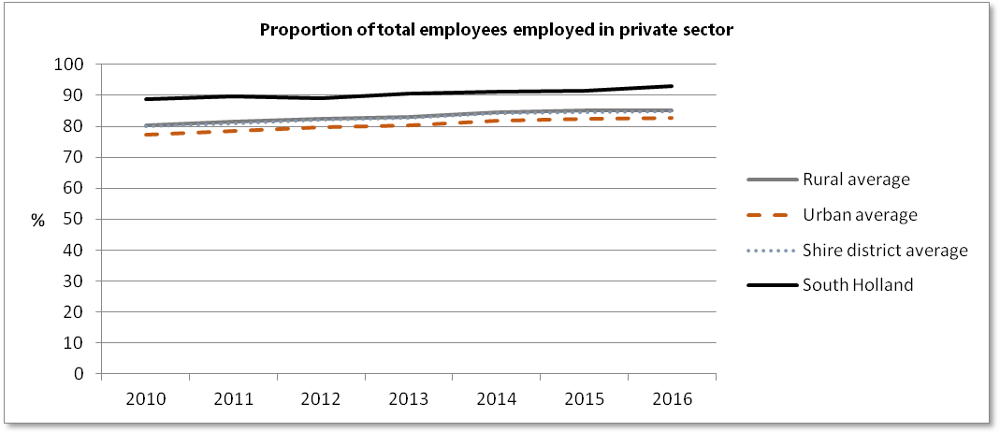 Proportion of total employees employed in private sector
100
90
80
70
60
50
40
30
20
10
0
%
2010 2011 2012 2013 2014 2015 2016
Rural average
Urban average
Shire district average
South Holland